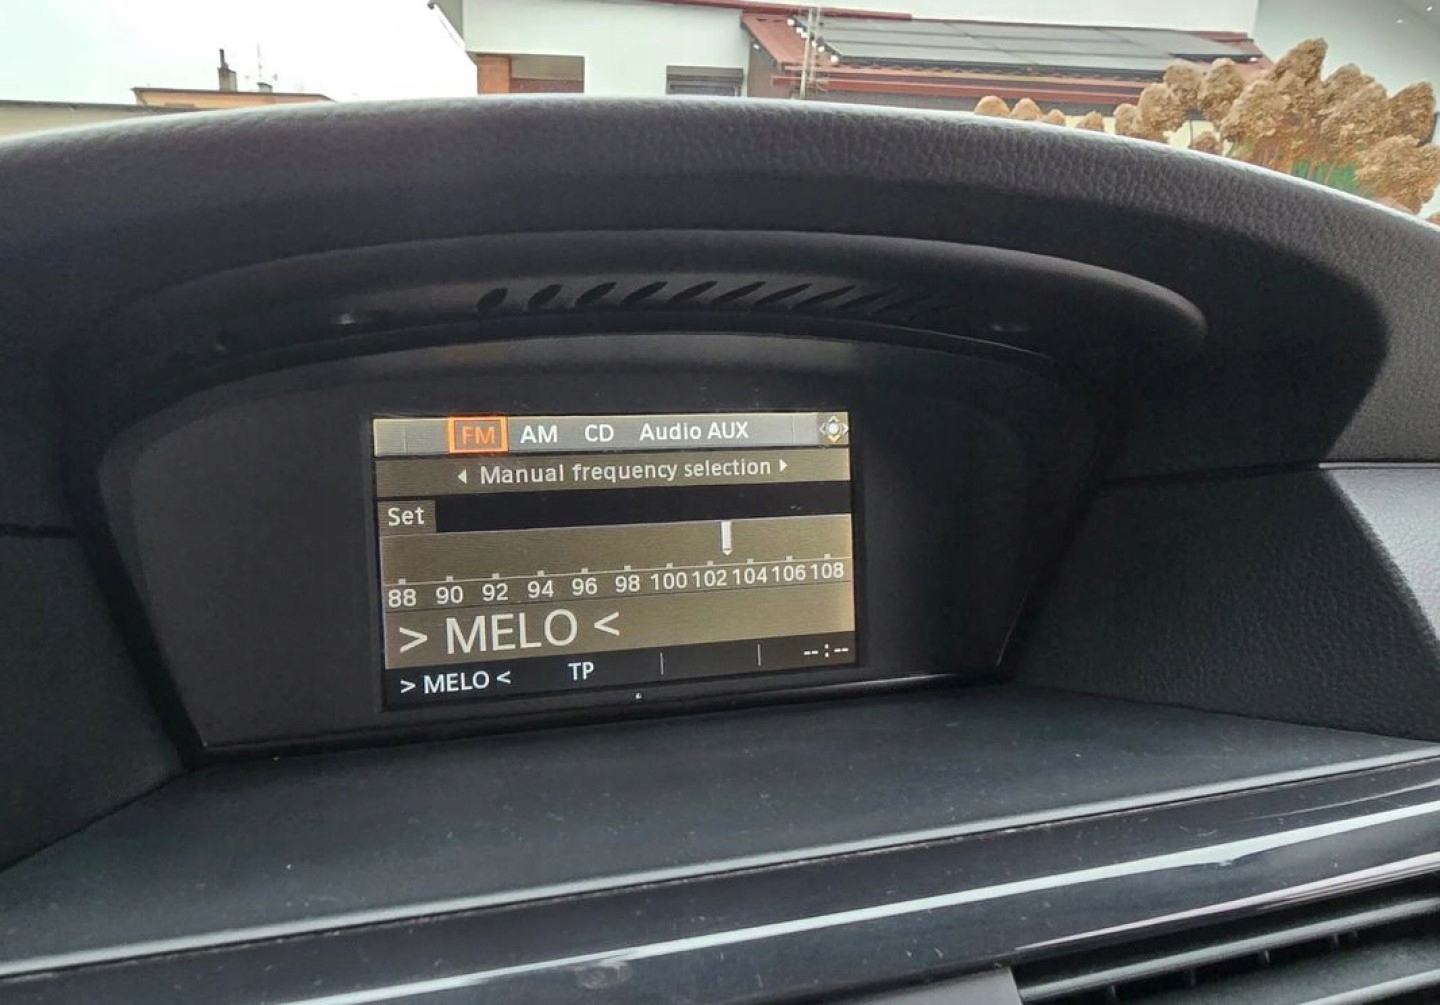 FM AM CD Audio AUX
Manual frequency selection
Set
88 90 92 94 96 98 100 102 104 106 108
> MELO <
> MELO < TP --:--